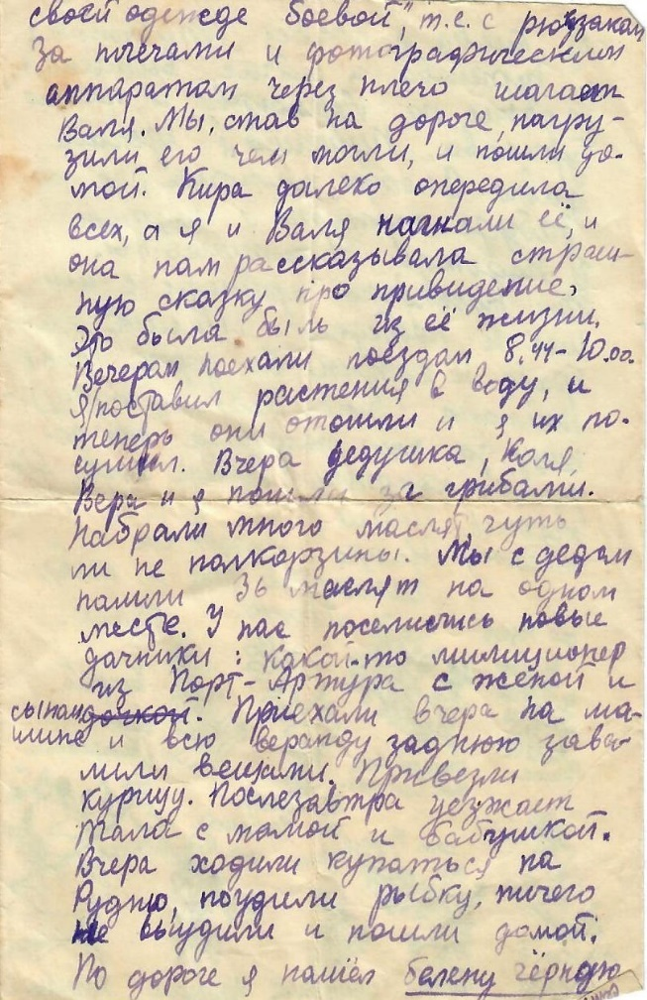 своей одежде боевой", т.е. с рюкзаком
за плечами и фотографическим
аппаратом через плечо шагает
Валя. Мы, став на дороге, нагру-
зили его чем могли, и пошли до-
мой. Кира далеко опередила
всех, а я и Валя нагнали её, и
она нам рассказывала страш-
ную сказку про привидение,
Это была быль из её жизни.
Вечером поехали поездом 8.44-10.00.
Я поставил растения в воду, и
теперь они отошли и я их по-
сушил. Вчера дедушка, Коля,
Вера и я пошли за грибами.
Набрали много маслят, чуть
ли не полкорзины. Мы с дедом
нашли 36 маслят на одном
месте. У нас поселились новые
дачники: какой-то милиционер
из Порт-Артура с женой и
сыном дочкой. Приехали вчера на ма-
шине и всю веранду заднюю зава-
лили вещами. Привезли
курицу. Послезавтра уезжает
Тала с мамой и бабушкой.
Вчера ходили купаться на
Рудню, поудили рыбку, ничего
не выудили и пошли домой.
По дороге я нашёл белену чёрную